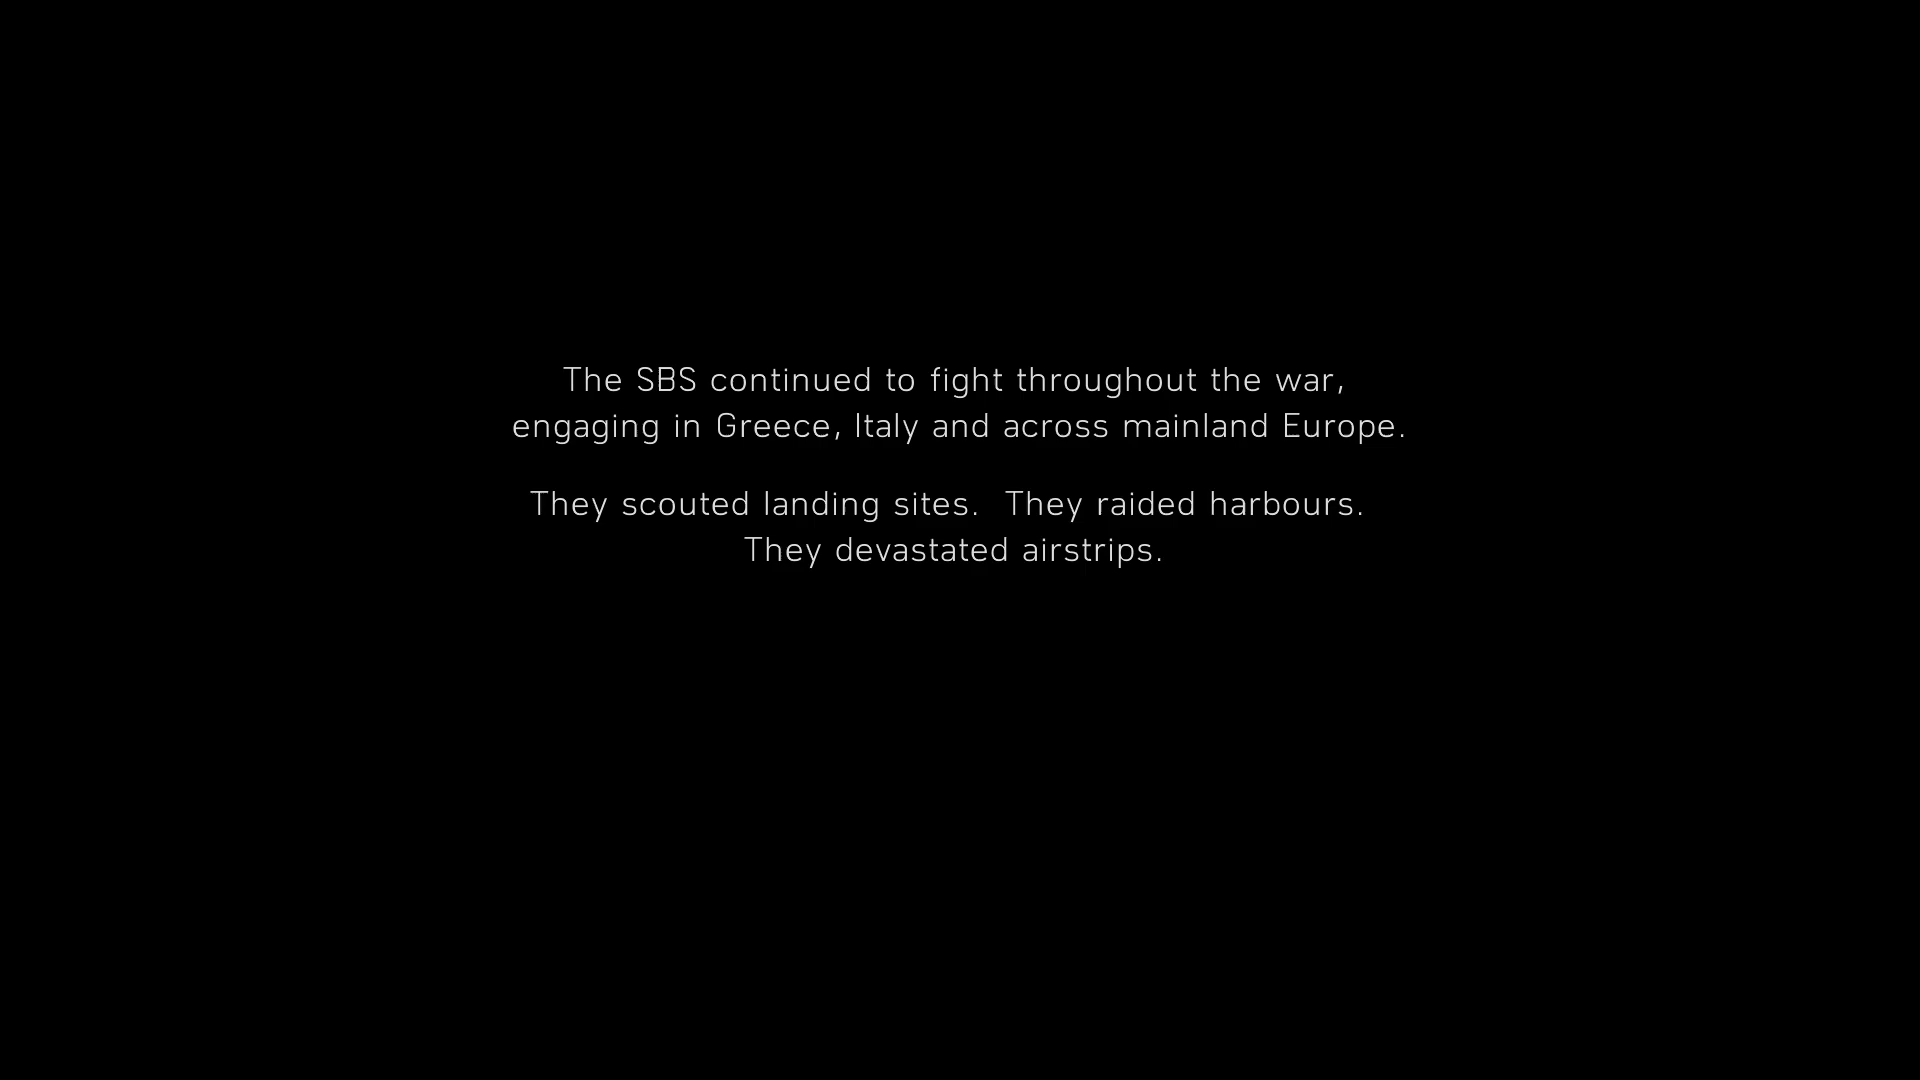 The SBS continued to fight throughout the war,
engaging in Greece, Italy and across mainland Europe.
They scouted landing sites.  They raided harbours.
They devastated airstrips.